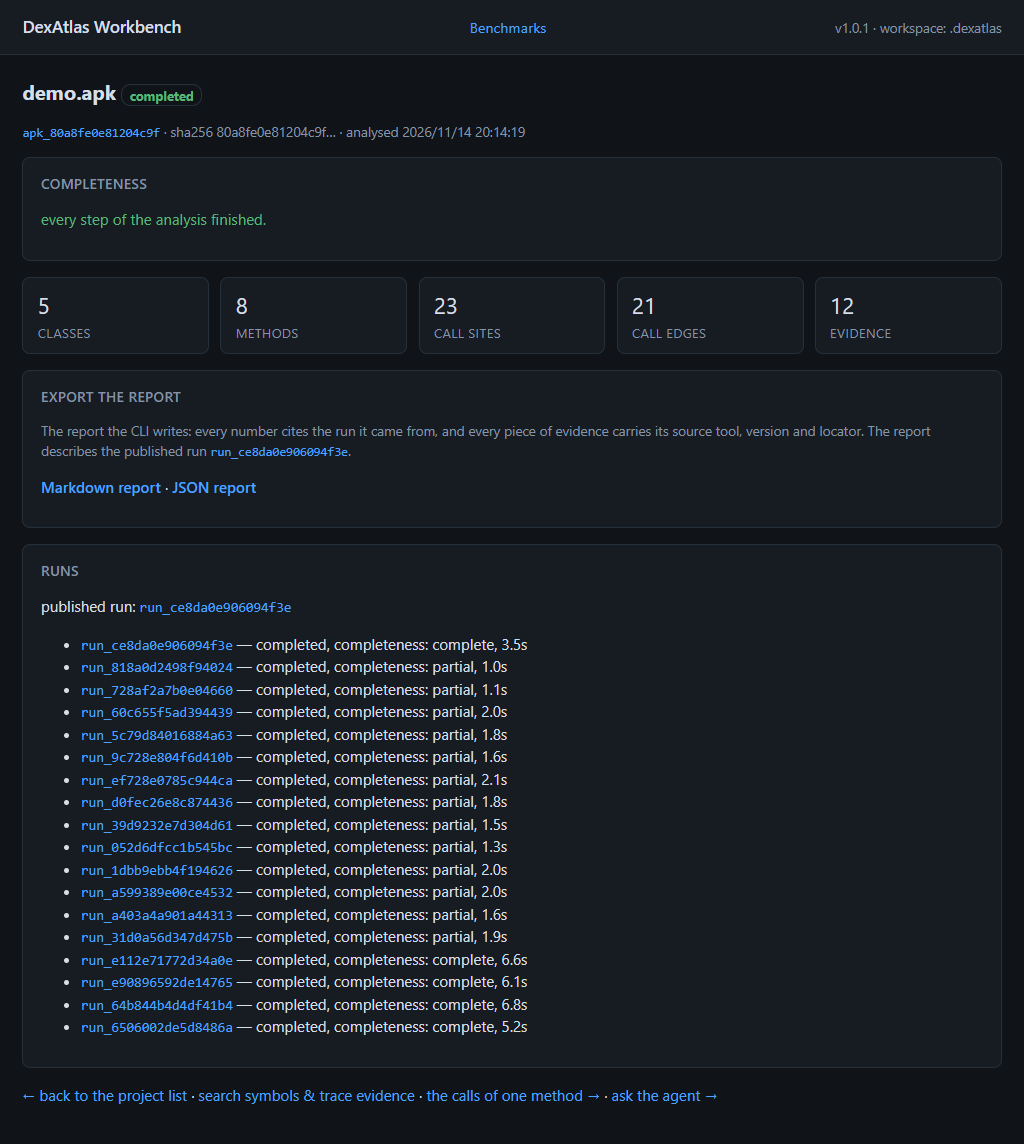 DexAtlas Workbench
Benchmarks
v1.0.1 · workspace: .dexatlas
demo.apk completed
apk_80a8fe0e81204c9f · sha256 80a8fe0e81204c9f… · analysed 2026/11/14 20:14:19
COMPLETENESS
every step of the analysis finished.
5
CLASSES
8
METHODS
23
CALL SITES
21
CALL EDGES
12
EVIDENCE
EXPORT THE REPORT
The report the CLI writes: every number cites the run it came from, and every piece of evidence carries its source tool, version and locator. The report
describes the published run run_ce8da0e906094f3e.
Markdown report · JSON report
RUNS
published run: run_ce8da0e906094f3e
• run_ce8da0e906094f3e — completed, completeness: complete, 3.5s
• run_818a0d2498f94024 — completed, completeness: partial, 1.0s
• run_728af2a7b0e04660 — completed, completeness: partial, 1.1s
• run_60c655f5ad394439 — completed, completeness: partial, 2.0s
• run_5c79d84016884a63 — completed, completeness: partial, 1.8s
• run_9c728e804f6d410b — completed, completeness: partial, 1.6s
• run_ef728e0785c944ca — completed, completeness: partial, 2.1s
• run_d0fec26e8c874436 — completed, completeness: partial, 1.8s
• run_39d9232e7d304d61 — completed, completeness: partial, 1.5s
• run_052d6dfcc1b545bc — completed, completeness: partial, 1.3s
• run_1dbb9ebb4f194626 — completed, completeness: partial, 2.0s
• run_a599389e00ce4532 — completed, completeness: partial, 2.0s
• run_a403a4a901a44313 — completed, completeness: partial, 1.6s
• run_31d0a56d347d475b — completed, completeness: partial, 1.9s
• run_e112e71772d34a0e — completed, completeness: complete, 6.6s
• run_e90896592de14765 — completed, completeness: complete, 6.1s
• run_64b844b4d4df41b4 — completed, completeness: complete, 6.8s
• run_6506002de5d8486a — completed, completeness: complete, 5.2s
← back to the project list · search symbols & trace evidence · the calls of one method → · ask the agent →